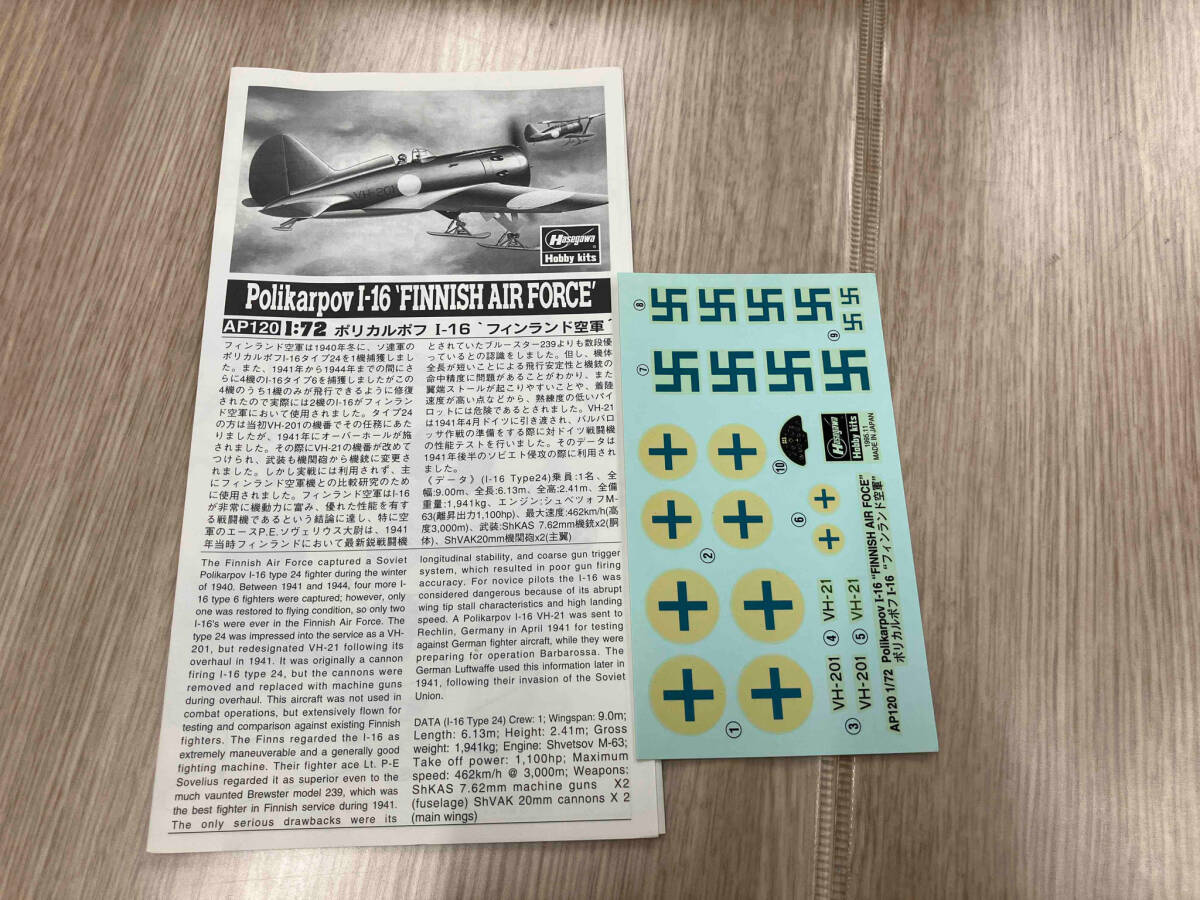 VH-201
Hasegawa
Hobby kits
Polikarpov I-16 'FINNISH AIR FORCE'
AP120 1:72 ポリカルポフ I-16 `フィンランド空軍´
フィンランド空軍は1940年冬に、ソ連軍の
ポリカルポフI-16タイプ24を1機捕獲しまし
た。また、1941年から1944年までの間にさ
らに4機のI-16タイプ6を捕獲しましたがこの
4機のうち1機のみが飛行できるように修復
されたので実際には2機のI-16がフィンラン
ド空軍において使用されました。タイプ24
の方は当初VH-201の機番でその任務にあた
りましたが、1941年にオーバーホールが施
されました。その際にVH-21の機番が改めて
つけられ、武装も機関砲から機銃に変更さ
れました。しかし実戦には利用されず、主
にフィンランド空軍機との比較研究のため
に使用されました。フィンランド空軍はI-16
が非常に機動力に富み、優れた性能を有す
る戦闘機であるという結論に達し、特に空
軍のエースP.E.ソヴェリウス大尉は、1941
年当時フィンランドにおいて最新鋭戦闘機
とされていたブルースター239よりも数段優
っているとの認識をしました。但し、機体
全長が短いことによる飛行安定性と機銃の
命中精度に問題があることがわかり、また
翼端ストールが起こりやすいことや、着陸
速度が高い点などから、熟練度の低いパイ
ロットには危険であるとされました。VH-21
は1941年4月ドイツに引き渡され、バルバロ
ッサ作戦の準備をする際に対ドイツ戦闘機
の性能テストを行いました。そのデータは
1941年後半のソビエト侵攻の際に利用され
ました。
《データ》(I-16 Type24)乗員:1名、全
幅:9.00m、全長:6.13m、全高:2.41m、全備
重量:1,941kg、エンジン:シュベツォフM-
63(離昇出力1,100hp)、最大速度:462km/h(高
度3,000m)、武装:ShKAS 7.62mm機銃x2(胴
体)、ShVAK20mm機関砲x2(主翼)
The Finnish Air Force captured a Soviet
Polikarpov I-16 type 24 fighter during the winter
of 1940. Between 1941 and 1944, four more I-
16 type 6 fighters were captured; however, only
one was restored to flying condition, so only two
I-16's were ever in the Finnish Air Force. The
type 24 was impressed into the service as a VH-
201, but redesignated VH-21 following its
overhaul in 1941. It was originally a cannon
firing I-16 type 24, but the cannons were
removed and replaced with machine guns
during overhaul. This aircraft was not used in
combat operations, but extensively flown for
testing and comparison against existing Finnish
fighters. The Finns regarded the I-16 as
extremely maneuverable and a generally good
fighting machine. Their fighter ace Lt. P-E
Sovelius regarded it as superior even to the
much vaunted Brewster model 239, which was
the best fighter in Finnish service during 1941.
The only serious drawbacks were its
longitudinal stability, and coarse gun trigger
system, which resulted in poor gun firing
accuracy. For novice pilots the I-16 was
considered dangerous because of its abrupt
wing tip stall characteristics and high landing
speed. A Polikarpov I-16 VH-21 was sent to
Rechlin, Germany in April 1941 for testing
against German fighter aircraft, while they were
preparing for operation Barbarossa. The
German Luftwaffe used this information later in
1941, following their invasion of the Soviet
Union.
DATA (I-16 Type 24) Crew: 1; Wingspan: 9.0m;
Length: 6.13m; Height: 2.41m; Gross
weight: 1,941kg; Engine: Shvetsov M-63;
Take off power: 1,100hp; Maximum
speed: 462km/h @ 3,000m; Weapons:
ShKAS 7.62mm machine guns X2
(fuselage) ShVAK 20mm cannons X 2
(main wings)
⑧
⑨
⑦
⑩
Hasegawa
Hobby kits
1995.11
MADE IN JAPAN
⑥
②
①
VH-21
VH-21
④
⑤
VH-201
VH-201
③
AP120 1/72 Polikarpov I-16 "FINNISH AIR FOCE"
ポリカルポフ I-16 "フィンランド空軍"